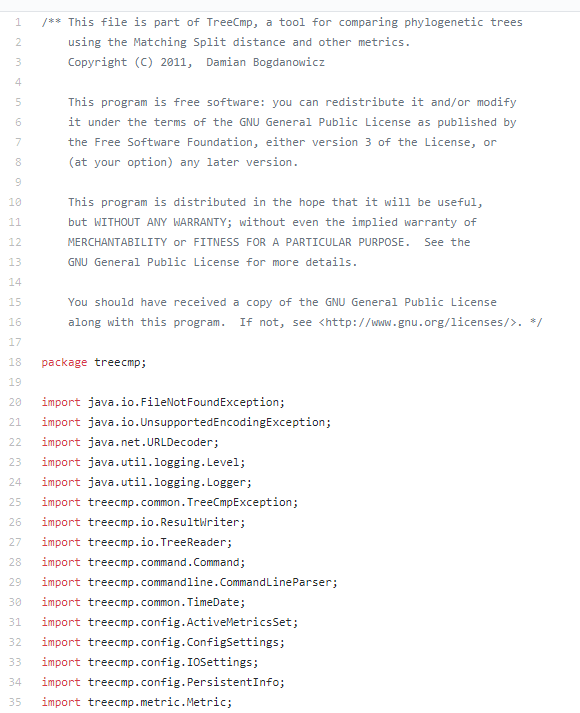 1 /** This file is part of TreeCmp, a tool for comparing phylogenetic trees
2 using the Matching Split distance and other metrics.
3 Copyright (C) 2011,  Damian Bogdanowicz
4
5 This program is free software: you can redistribute it and/or modify
6 it under the terms of the GNU General Public License as published by
7 the Free Software Foundation, either version 3 of the License, or
8 (at your option) any later version.
9
10 This program is distributed in the hope that it will be useful,
11 but WITHOUT ANY WARRANTY; without even the implied warranty of
12 MERCHANTABILITY or FITNESS FOR A PARTICULAR PURPOSE.  See the
13 GNU General Public License for more details.
14
15 You should have received a copy of the GNU General Public License
16 along with this program.  If not, see <http://www.gnu.org/licenses/>. */
17
18 package treecmp;
19
20 import java.io.FileNotFoundException;
21 import java.io.UnsupportedEncodingException;
22 import java.net.URLDecoder;
23 import java.util.logging.Level;
24 import java.util.logging.Logger;
25 import treecmp.common.TreeCmpException;
26 import treecmp.io.ResultWriter;
27 import treecmp.io.TreeReader;
28 import treecmp.command.Command;
29 import treecmp.commandline.CommandLineParser;
30 import treecmp.common.TimeDate;
31 import treecmp.config.ActiveMetricsSet;
32 import treecmp.config.ConfigSettings;
33 import treecmp.config.IOSettings;
34 import treecmp.config.PersistentInfo;
35 import treecmp.metric.Metric;